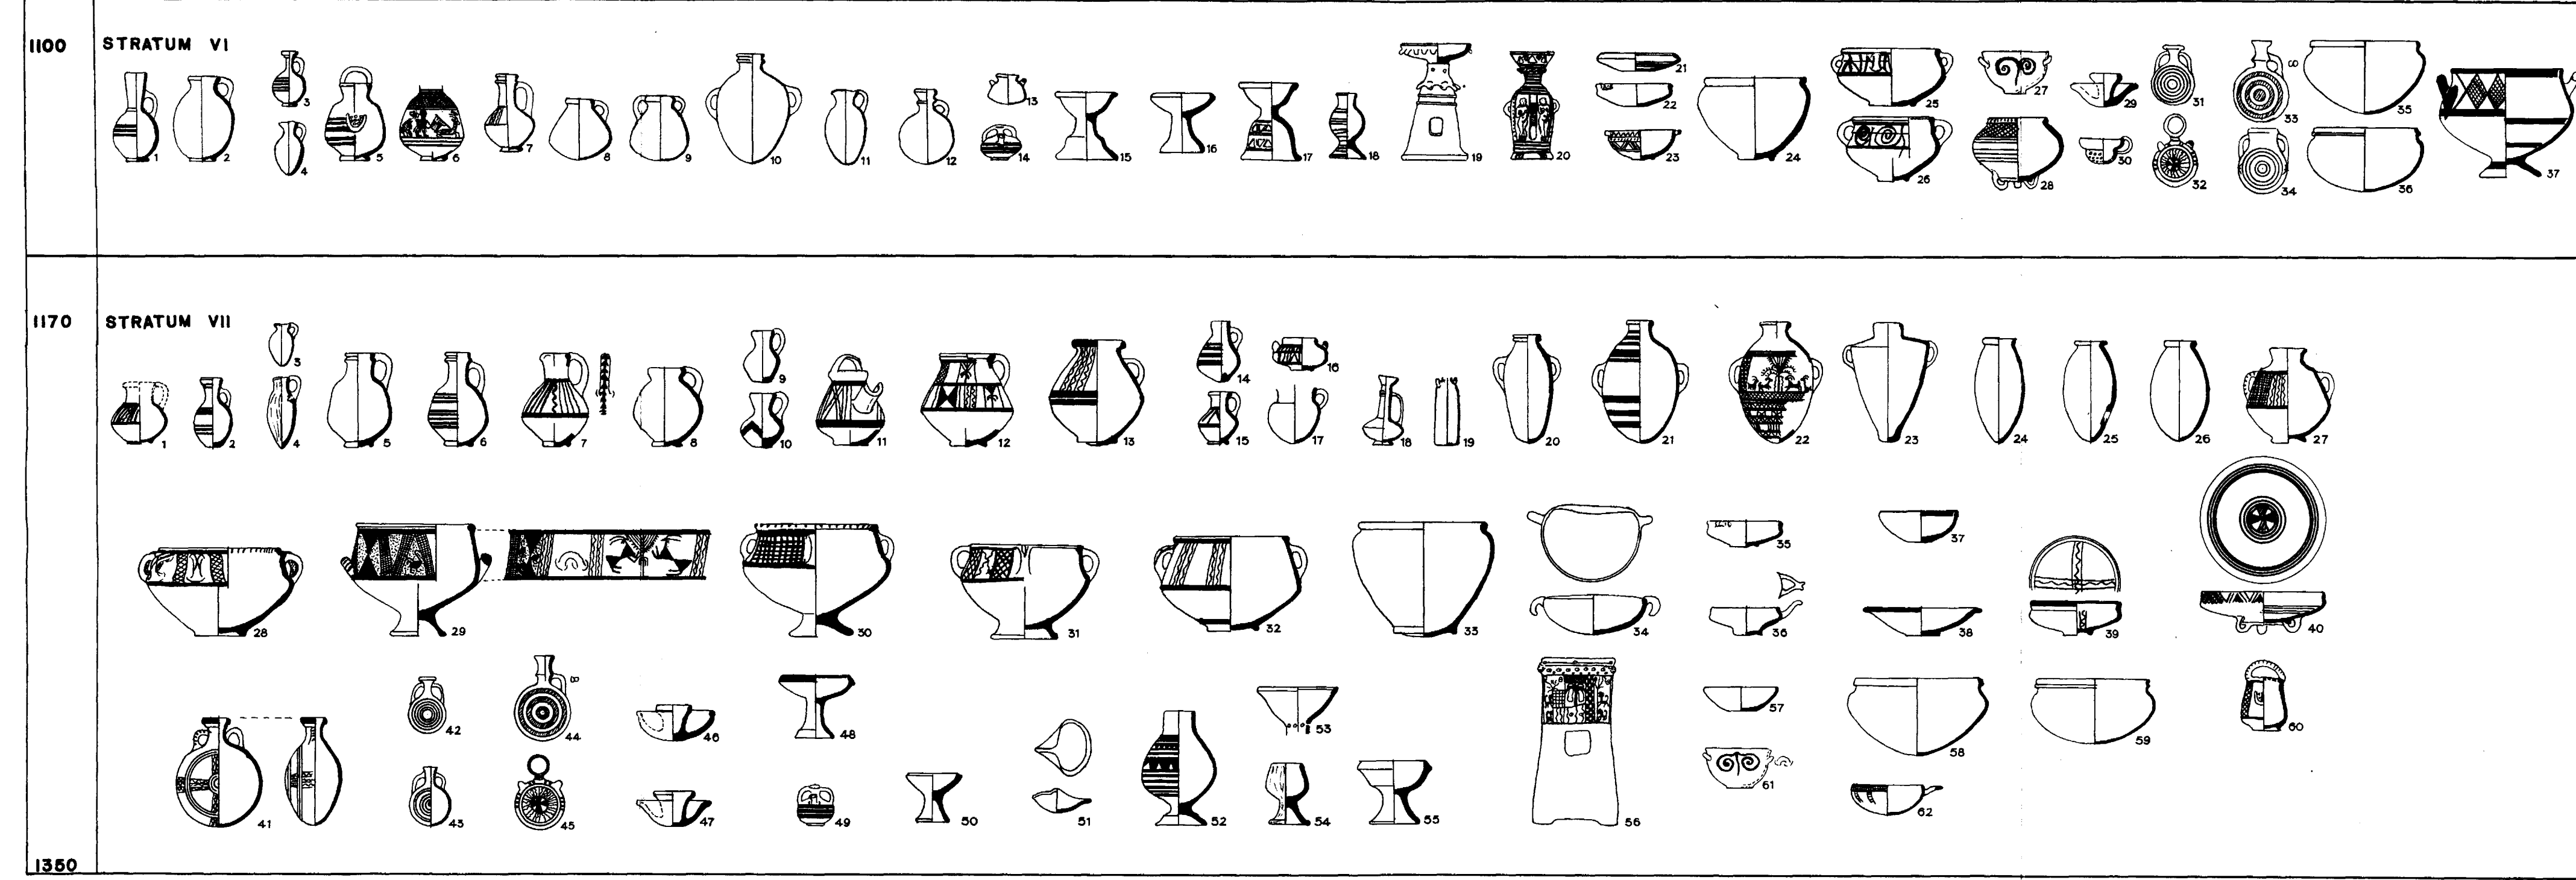 1100 STRATUM VI
1 2 3 4 5 6 7 8 9 10 11 12 13 14 15 16 17 18 19 20 21 22 23 24 25 26 27 28 29 30 31 32 33 34 35 36 37
1170 STRATUM VII
1 2 3 4 5 6 7 8 9 10 11 12 13 14 15 16 17 18 19 20 21 22 23 24 25 26 27
28 29 30 31 32 33 34 35 36 37 38 39 40
41 42 43 44 45 46 47 48 49 50 51 52 53 54 55 56 57 58 59 60 61 62
1350